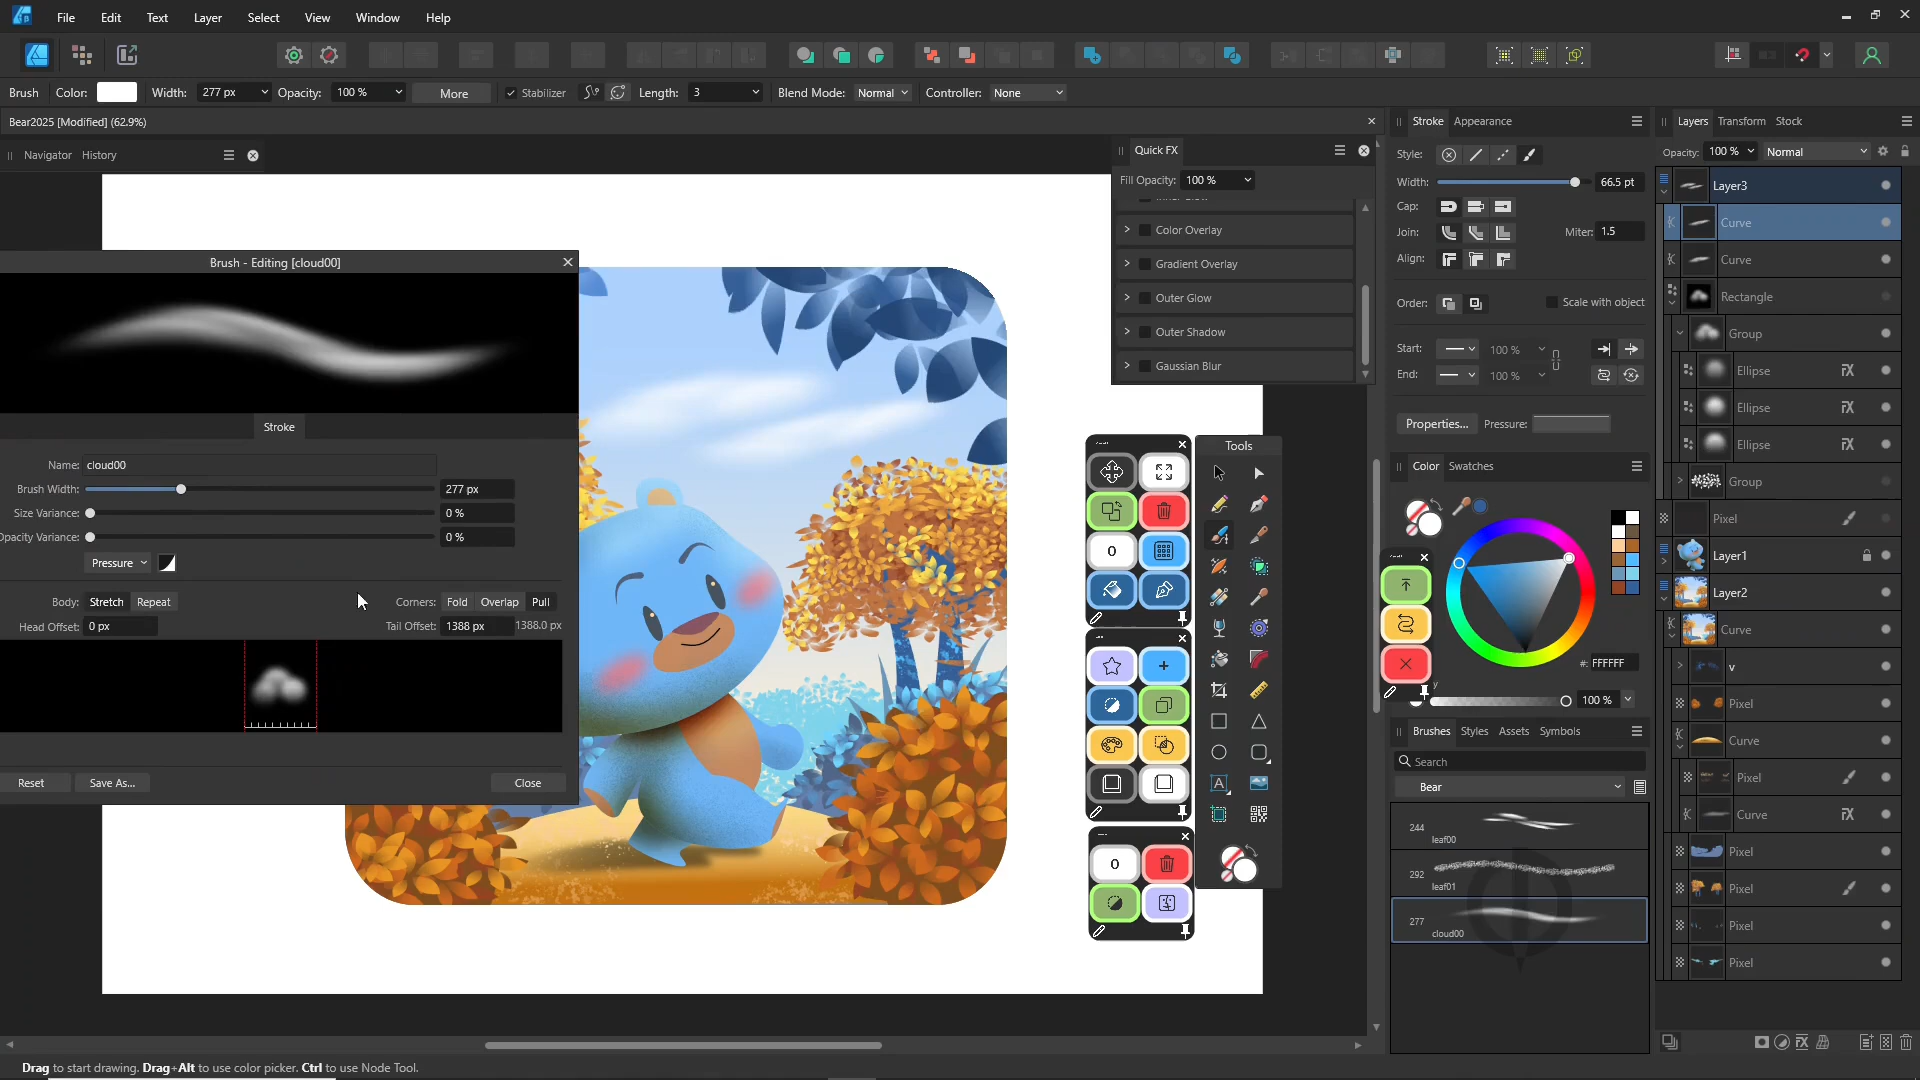 File Edit Text Layer Select View Window Help
Brush Color: Width: 277 px Opacity: 100 % More Stabilizer Length: 3 Blend Mode: Normal Controller: None
Bear2025 [Modified] (62.9%)
Navigator History
Quick FX
Fill Opacity: 100 %
Color Overlay
Gradient Overlay
Outer Glow
Outer Shadow
Gaussian Blur
Brush - Editing [cloud00]
Stroke
Name: cloud00
Brush Width: 277 px
Size Variance: 0 %
Opacity Variance: 0 %
Pressure
Body: Stretch Repeat Corners: Fold Overlap Pull
Head Offset: 0 px Tail Offset: 1388 px 1388.0 px
Reset Save As... Close
Tools
0
0
Stroke Appearance
Style:
Width: 66.5 pt
Cap:
Join: Miter: 1.5
Align:
Order: Scale with object
Start: 100 %
End: 100 %
Properties... Pressure:
Color Swatches
#: FFFFFF
100 %
Brushes Styles Assets Symbols
Search
Bear
244 leaf00
292 leaf01
277 cloud00
Layers Transform Stock
Opacity: 100 % Normal
Layer3
Curve
Curve
Rectangle
Group
Ellipse
Ellipse
Ellipse
Group
Pixel
Layer1
Layer2
Curve
v
Pixel
Curve
Pixel
Curve
Pixel
Pixel
Pixel
Pixel
Drag to start drawing. Drag+Alt to use color picker. Ctrl to use Node Tool.